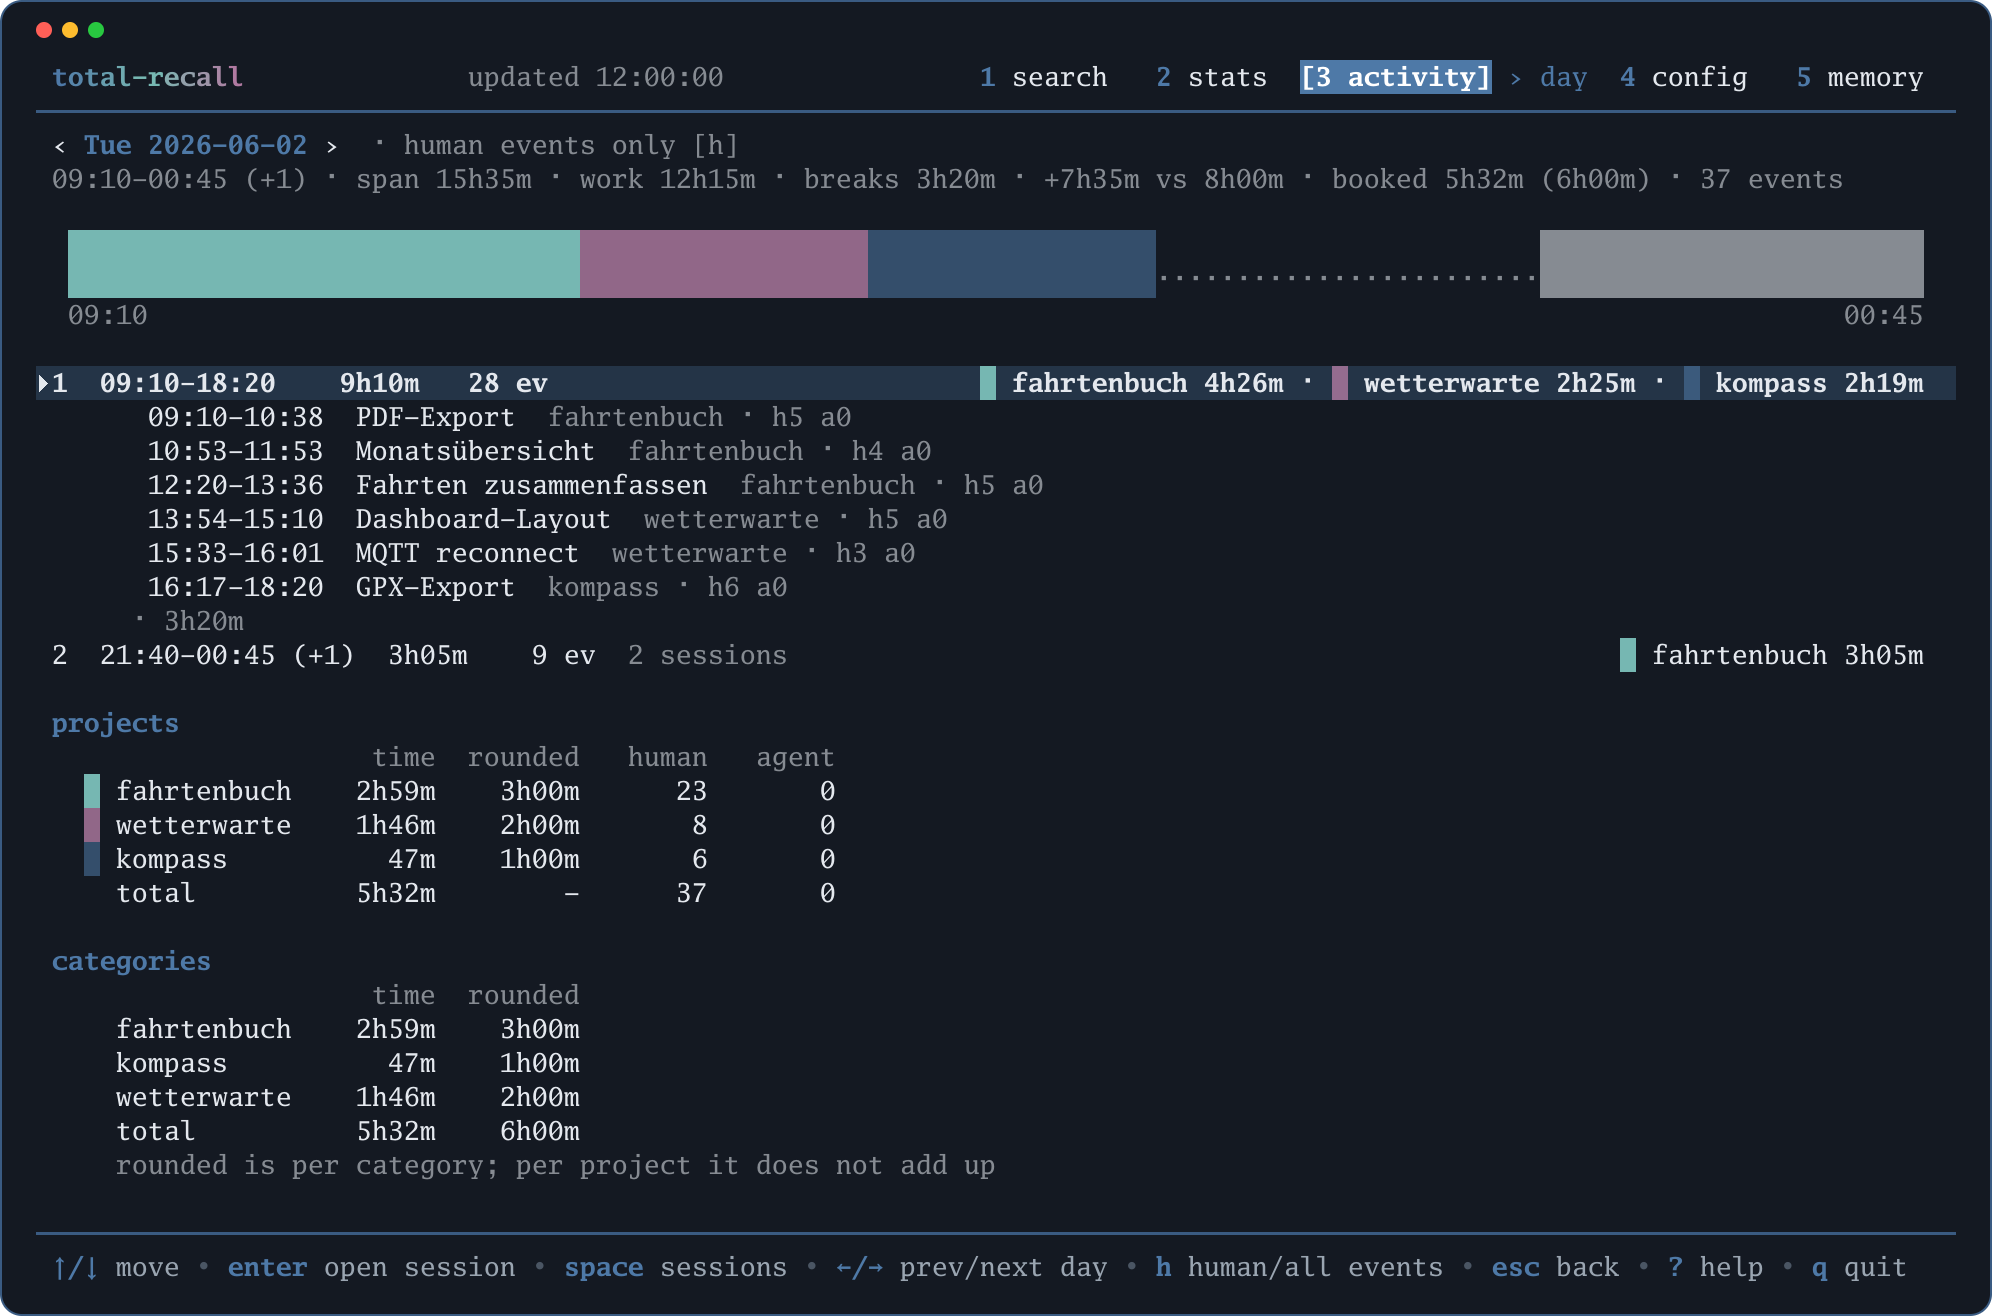 total-recall updated 12:00:00 1 search 2 stats [3 activity] › day 4 config 5 memory
‹ Tue 2026-06-02 › · human events only [h]
09:10-00:45 (+1) · span 15h35m · work 12h15m · breaks 3h20m · +7h35m vs 8h00m · booked 5h32m (6h00m) · 37 events
09:10 00:45
1 09:10-18:20 9h10m 28 ev fahrtenbuch 4h26m · wetterwarte 2h25m · kompass 2h19m
09:10-10:38 PDF-Export fahrtenbuch · h5 a0
10:53-11:53 Monatsübersicht fahrtenbuch · h4 a0
12:20-13:36 Fahrten zusammenfassen fahrtenbuch · h5 a0
13:54-15:10 Dashboard-Layout wetterwarte · h5 a0
15:33-16:01 MQTT reconnect wetterwarte · h3 a0
16:17-18:20 GPX-Export kompass · h6 a0
· 3h20m
2 21:40-00:45 (+1) 3h05m 9 ev 2 sessions fahrtenbuch 3h05m
projects
time rounded human agent
fahrtenbuch 2h59m 3h00m 23 0
wetterwarte 1h46m 2h00m 8 0
kompass 47m 1h00m 6 0
total 5h32m - 37 0
categories
time rounded
fahrtenbuch 2h59m 3h00m
kompass 47m 1h00m
wetterwarte 1h46m 2h00m
total 5h32m 6h00m
rounded is per category; per project it does not add up
↑/↓ move • enter open session • space sessions • ←/→ prev/next day • h human/all events • esc back • ? help • q quit